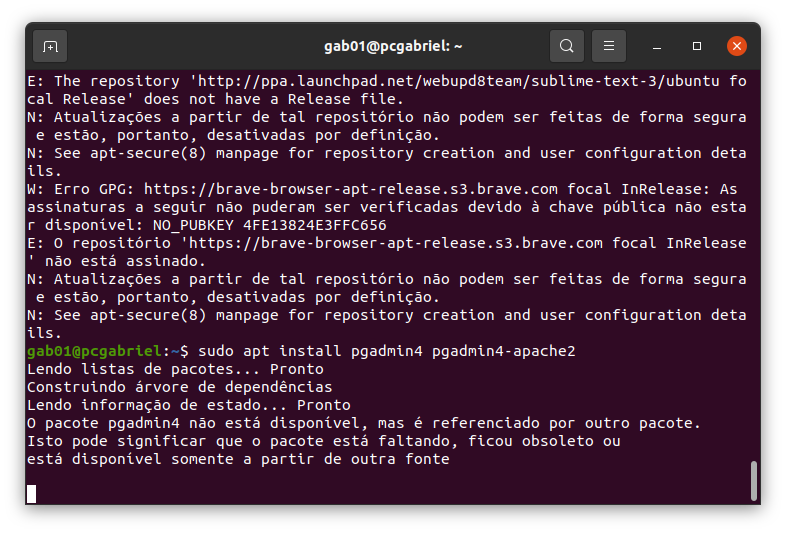 gab01@pcgabriel: ~
E: The repository 'http://ppa.launchpad.net/webupd8team/sublime-text-3/ubuntu fo
cal Release' does not have a Release file.
N: Atualizações a partir de tal repositório não podem ser feitas de forma segura
 e estão, portanto, desativadas por definição.
N: See apt-secure(8) manpage for repository creation and user configuration deta
ils.
W: Erro GPG: https://brave-browser-apt-release.s3.brave.com focal InRelease: As
assinaturas a seguir não puderam ser verificadas devido à chave pública não esta
r disponível: NO_PUBKEY 4FE13824E3FFC656
E: O repositório 'https://brave-browser-apt-release.s3.brave.com focal InRelease
' não está assinado.
N: Atualizações a partir de tal repositório não podem ser feitas de forma segura
 e estão, portanto, desativadas por definição.
N: See apt-secure(8) manpage for repository creation and user configuration deta
ils.
gab01@pcgabriel:~$ sudo apt install pgadmin4 pgadmin4-apache2
Lendo listas de pacotes... Pronto
Construindo árvore de dependências
Lendo informação de estado... Pronto
O pacote pgadmin4 não está disponível, mas é referenciado por outro pacote.
Isto pode significar que o pacote está faltando, ficou obsoleto ou
está disponível somente a partir de outra fonte